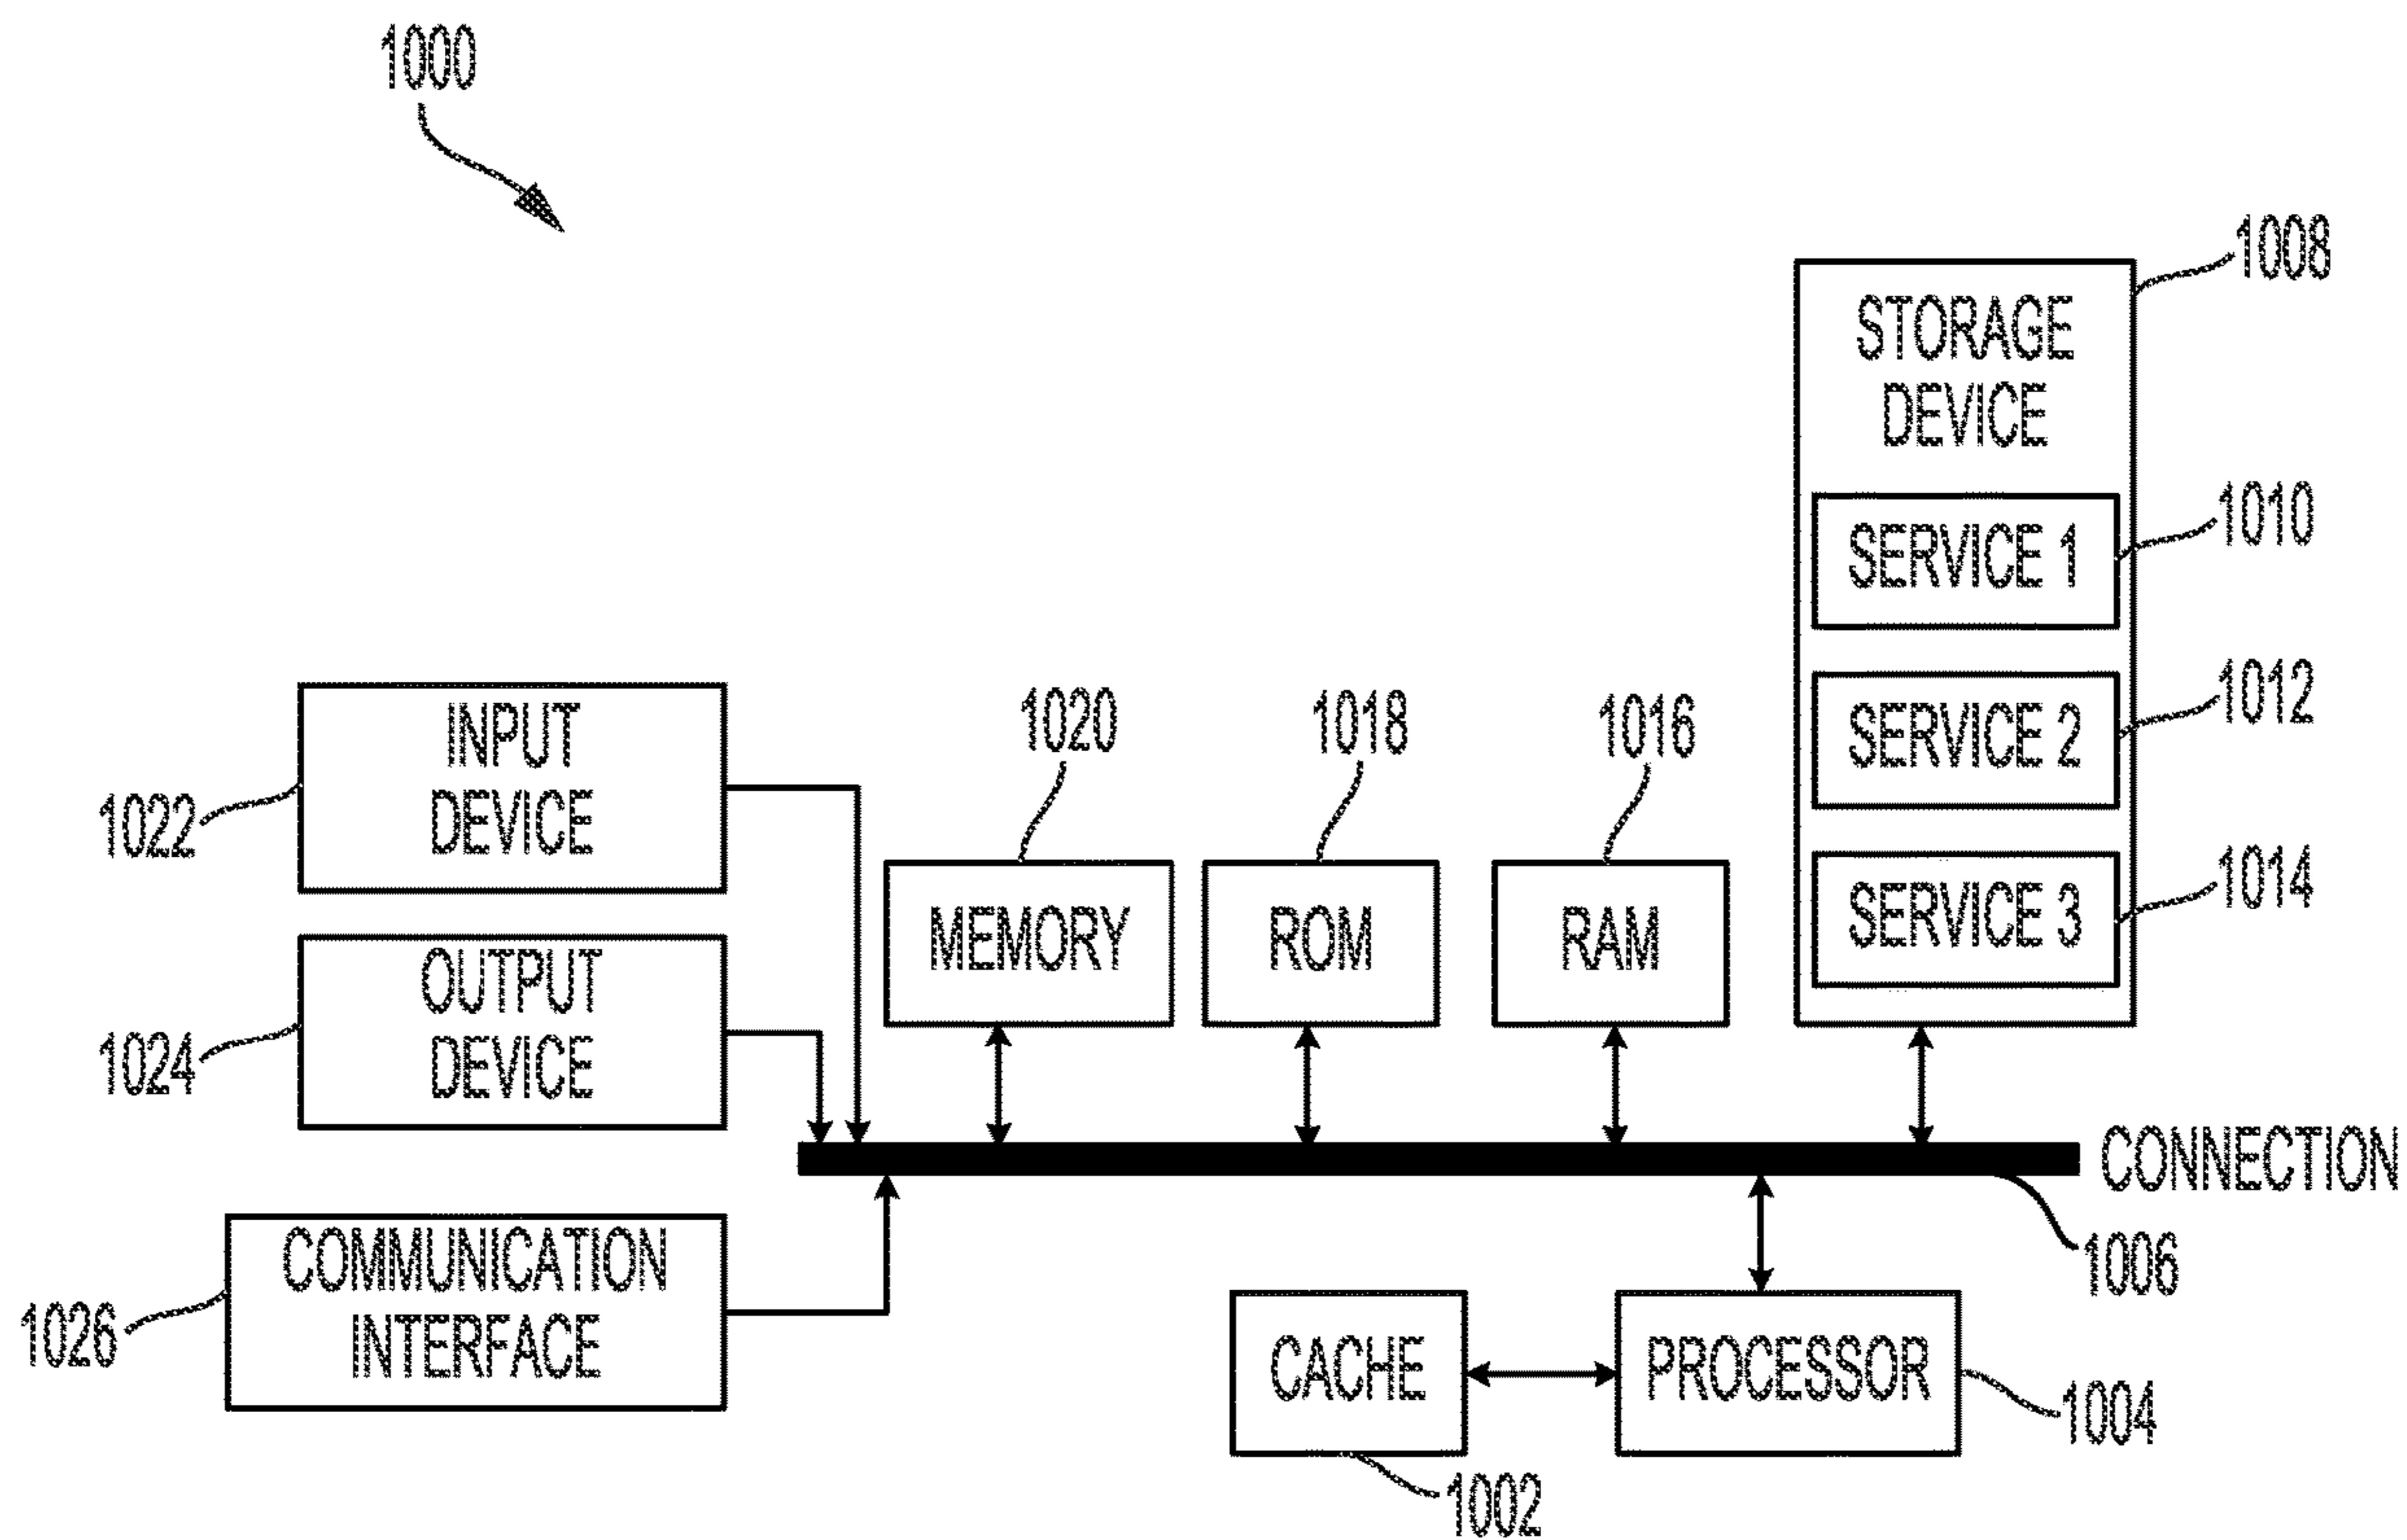 1000
1008
STORAGE
DEVICE
1010
SERVICE 1
1012
SERVICE 2
1014
SERVICE 3
1020
1018
1016
INPUT
DEVICE
1022
MEMORY
ROM
RAM
OUTPUT
DEVICE
1024
CONNECTION
1006
COMMUNICATION
INTERFACE
1026
CACHE
PROCESSOR
1004
1002